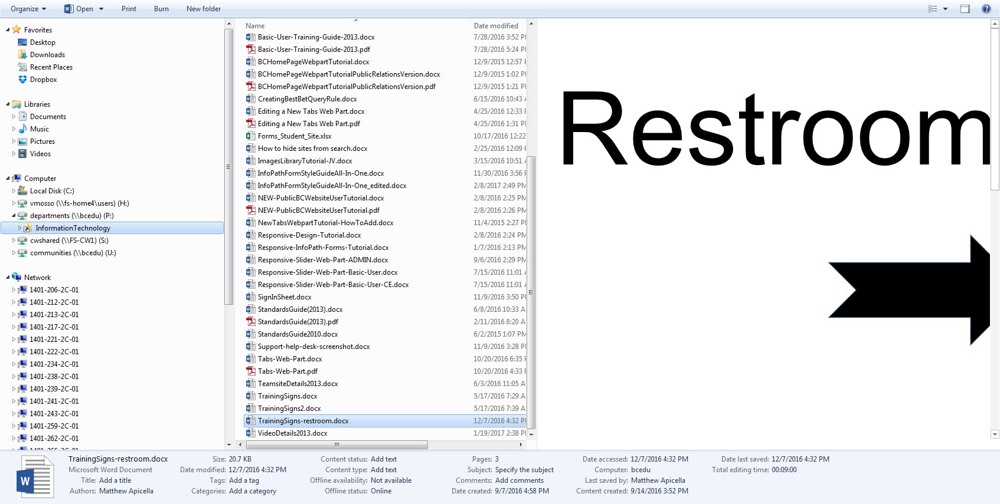 Organize Open Print Burn New folder
Favorites
Desktop
Downloads
Recent Places
Dropbox
Libraries
Documents
Music
Pictures
Videos
Computer
Local Disk (C:)
vmosso (\\fs-home4\users) (H:)
departments (\\bcedu) (P:)
InformationTechnology
cwshared (\\FS-CW1) (S:)
communities (\\bcedu) (U:)
Network
1401-206-2C-01
1401-212-2C-01
1401-213-2C-01
1401-217-2C-01
1401-221-2C-01
1401-222-2C-01
1401-234-2C-01
1401-238-2C-01
1401-239-2C-01
1401-241-2C-01
1401-243-2C-01
1401-259-2C-01
1401-262-2C-01
Name Date modified
Basic-User-Training-Guide-2013.docx 7/28/2016 3:52 P
Basic-User-Training-Guide-2013.pdf 7/28/2016 5:24 P
BCHomePageWebpartTutorial.docx 12/9/2015 12:57
BCHomePageWebpartTutorialPublicRelationsVersion.docx 12/9/2015 1:02 P
BCHomePageWebpartTutorialPublicRelationsVersion.pdf 12/9/2015 1:21 P
CreatingBestBetQueryRule.docx 6/15/2016 10:43
Editing a New Tabs Web Part.docx 4/25/2016 12:33
Editing a New Tabs Web Part.pdf 4/25/2016 1:31 P
Forms_Student_Site.xlsx 10/17/2016 12:22
How to hide sites from search.docx 2/25/2016 12:09
ImagesLibraryTutorial-JV.docx 3/15/2016 10:51
InfoPathFormStyleGuideAll-In-One.docx 11/30/2016 3:56
InfoPathFormStyleGuideAll-In-One_edited.docx 2/8/2017 2:49 PM
NEW-PublicBCWebsiteUserTutorial.docx 2/8/2016 2:25 PM
NEW-PublicBCWebsiteUserTutorial.pdf 2/8/2016 2:26 PM
NewTabsWebpartTutorial-HowToAdd.docx 11/4/2015 2:27 P
Responsive-Design-Tutorial.docx 2/8/2016 2:24 PM
Responsive-InfoPath-Forms-Tutorial.docx 1/7/2016 2:13 PM
Responsive-Slider-Web-Part-ADMIN.docx 9/6/2016 2:29 PM
Responsive-Slider-Web-Part-Basic-User.docx 7/15/2016 11:01
Responsive-Slider-Web-Part-Basic-User-CE.docx 7/15/2016 11:01
SignInSheet.docx 11/9/2016 3:50 P
StandardsGuide(2013).docx 6/8/2016 10:33 A
StandardsGuide(2013).pdf 2/11/2016 8:20 A
StandardsGuide2010.docx 6/2/2015 1:07 PM
Support-help-desk-screenshot.docx 11/9/2016 3:28 P
Tabs-Web-Part.docx 10/20/2016 6:35
Tabs-Web-Part.pdf 10/20/2016 4:33
TeamsiteDetails2013.docx 6/3/2016 11:05 A
TrainingSigns.docx 5/17/2016 7:29 A
TrainingSigns2.docx 5/17/2016 7:39 A
TrainingSigns-restroom.docx 12/7/2016 4:32 P
VideoDetails2013.docx 1/19/2017 2:38 P
Restroom
TrainingSigns-restroom.docx
Microsoft Word Document
Title: Add a title
Authors: Matthew Apicella
Size: 20.7 KB
Date modified: 12/7/2016 4:32 PM
Tags: Add a tag
Categories: Add a category
Content status: Add text
Content type: Add text
Offline availability: Not available
Offline status: Online
Pages: 3
Subject: Specify the subject
Comments: Add comments
Date created: 9/7/2016 4:58 PM
Date accessed: 12/7/2016 4:32 PM
Computer: bcedu
Last saved by: Matthew Apicella
Content created: 9/14/2016 3:52 PM
Date last saved: 12/7/2016 4:32 PM
Total editing time: 00:09:00